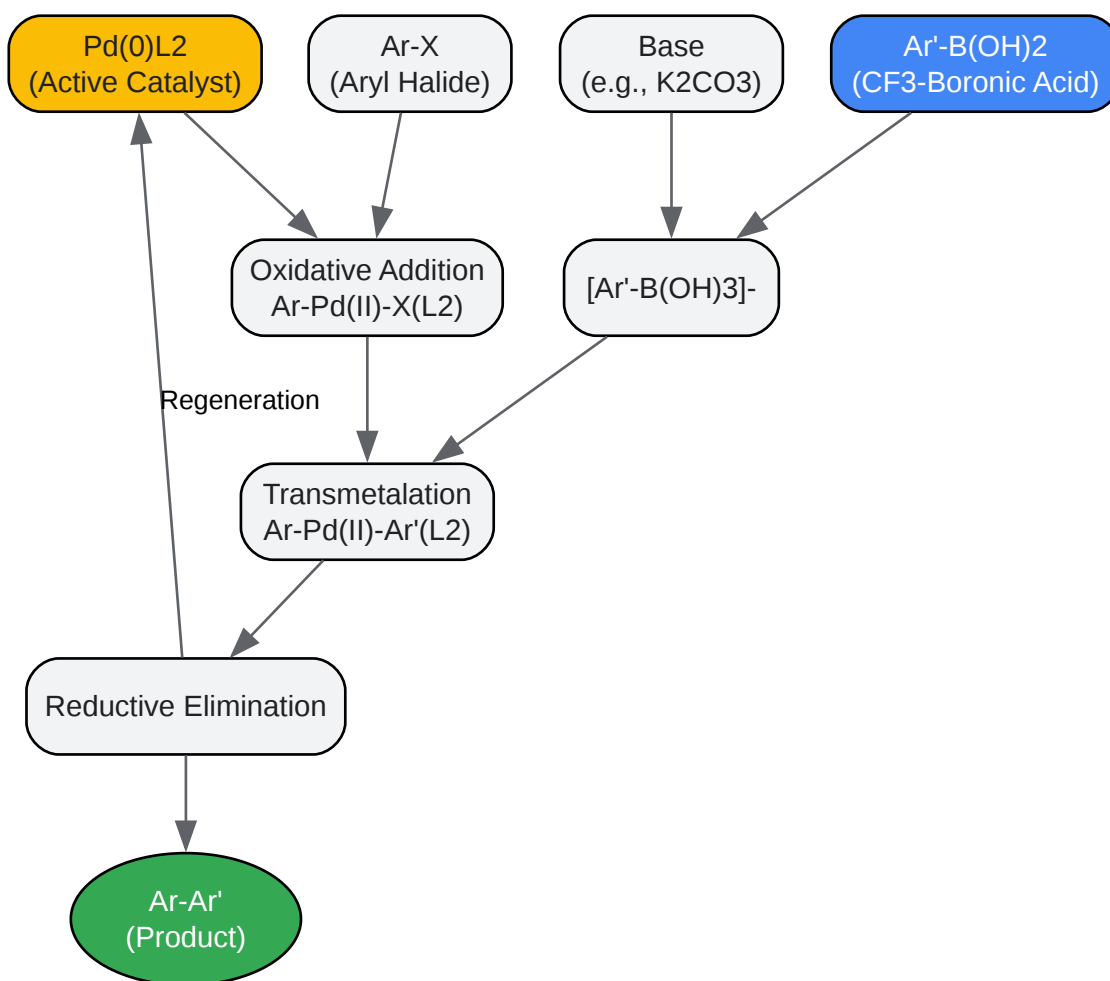 Pd(0)L2
(Active Catalyst)
Ar-X
(Aryl Halide)
Base
(e.g., K2CO3)
Ar'-B(OH)2
(CF3-Boronic Acid)
Oxidative Addition
Ar-Pd(II)-X(L2)
[Ar'-B(OH)3]-
Regeneration
Transmetalation
Ar-Pd(II)-Ar'(L2)
Reductive Elimination
Ar-Ar'
(Product)